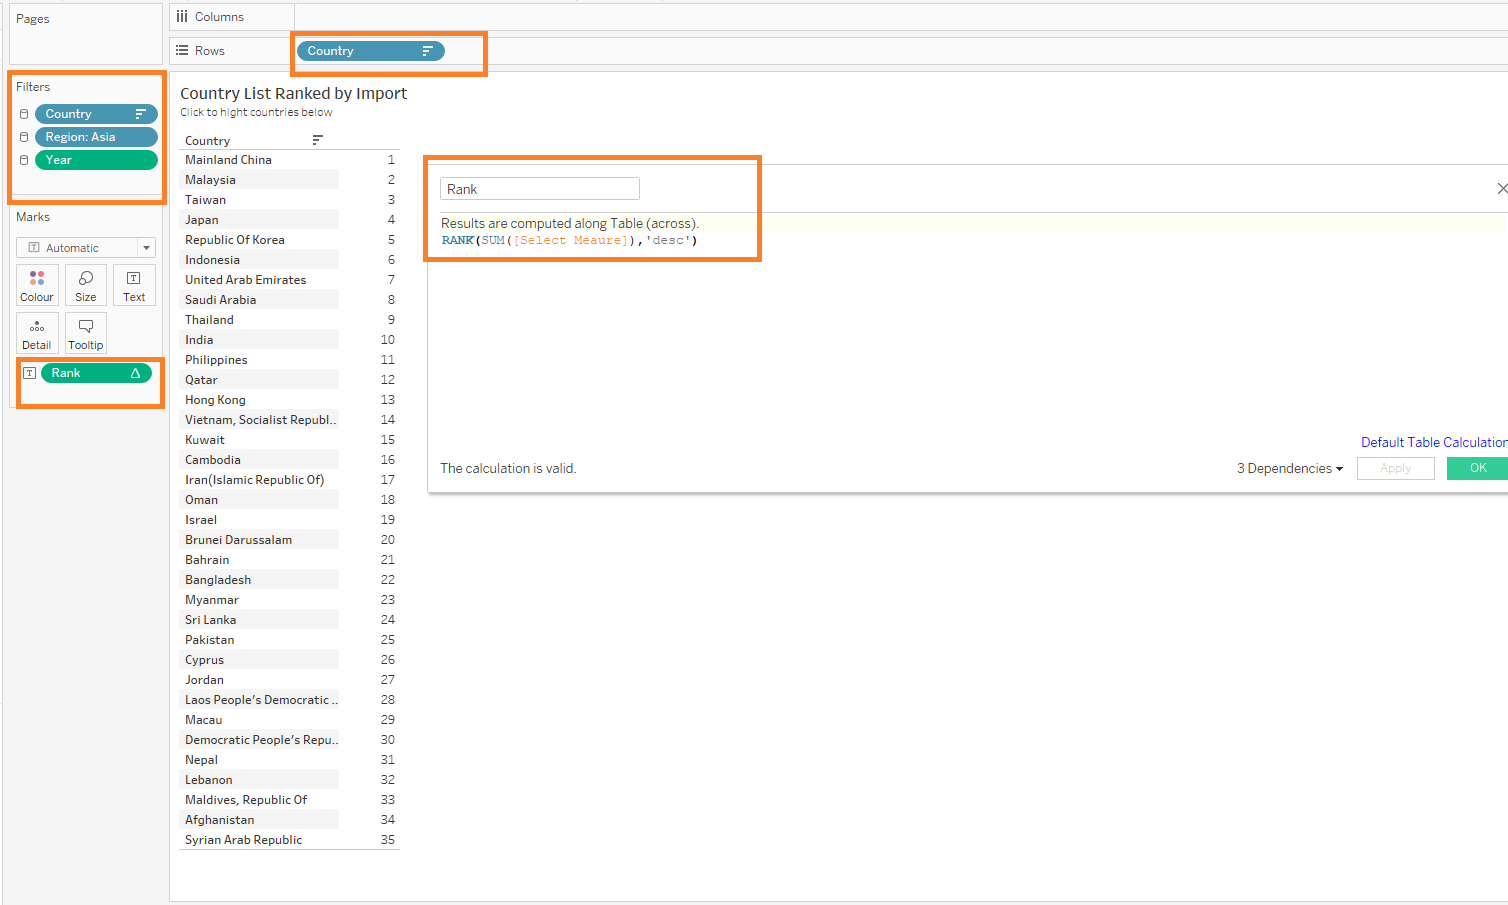 Pages
Columns
Rows
Country
Filters
Country
Region: Asia
Year
Marks
Automatic
Colour
Size
Text
Detail
Tooltip
Rank
Country List Ranked by Import
Click to hight countries below
Country
Mainland China 1
Malaysia 2
Taiwan 3
Japan 4
Republic Of Korea 5
Indonesia 6
United Arab Emirates 7
Saudi Arabia 8
Thailand 9
India 10
Philippines 11
Qatar 12
Hong Kong 13
Vietnam, Socialist Republ.. 14
Kuwait 15
Cambodia 16
Iran(Islamic Republic Of) 17
Oman 18
Israel 19
Brunei Darussalam 20
Bahrain 21
Bangladesh 22
Myanmar 23
Sri Lanka 24
Pakistan 25
Cyprus 26
Jordan 27
Laos People's Democratic .. 28
Macau 29
Democratic People's Repu.. 30
Nepal 31
Lebanon 32
Maldives, Republic Of 33
Afghanistan 34
Syrian Arab Republic 35
Rank
Results are computed along Table (across).
RANK(SUM([Select Meaure]),'desc')
Default Table Calculation
The calculation is valid.
3 Dependencies
Apply
OK